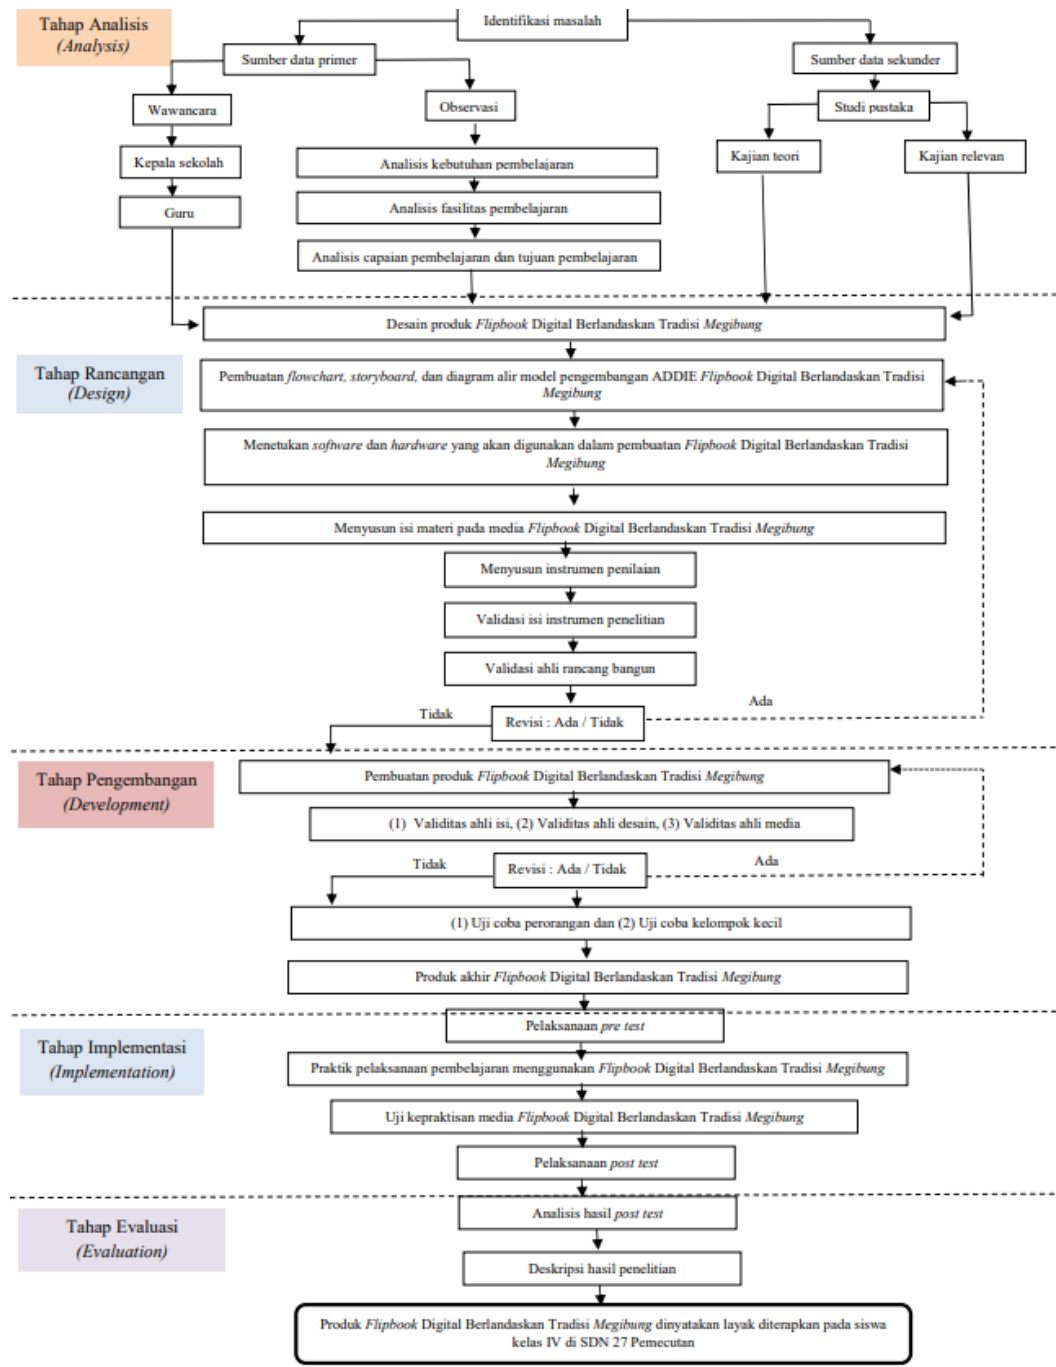 Tahap Analisis
(Analysis)
Identifikasi masalah
Sumber data primer
Sumber data sekunder
Wawancara
Observasi
Studi pustaka
Kepala sekolah
Analisis kebutuhan pembelajaran
Kajian teori
Kajian relevan
Guru
Analisis fasilitas pembelajaran
Analisis capaian pembelajaran dan tujuan pembelajaran
Desain produk Flipbook Digital Berlandaskan Tradisi Megibung
Tahap Rancangan
(Design)
Pembuatan flowchart, storyboard, dan diagram alir model pengembangan ADDIE Flipbook Digital Berlandaskan Tradisi
Megibung
Menetukan software dan hardware yang akan digunakan dalam pembuatan Flipbook Digital Berlandaskan Tradisi
Megibung
Menyusun isi materi pada media Flipbook Digital Berlandaskan Tradisi Megibung
Menyusun instrumen penilaian
Validasi isi instrumen penelitian
Validasi ahli rancang bangun
Tidak
Revisi : Ada / Tidak
Ada
Tahap Pengembangan
(Development)
Pembuatan produk Flipbook Digital Berlandaskan Tradisi Megibung
(1) Validitas ahli isi, (2) Validitas ahli desain, (3) Validitas ahli media
Tidak
Revisi : Ada / Tidak
Ada
(1) Uji coba perorangan dan (2) Uji coba kelompok kecil
Produk akhir Flipbook Digital Berlandaskan Tradisi Megibung
Tahap Implementasi
(Implementation)
Pelaksanaan pre test
Praktik pelaksanaan pembelajaran menggunakan Flipbook Digital Berlandaskan Tradisi Megibung
Uji kepraktisan media Flipbook Digital Berlandaskan Tradisi Megibung
Pelaksanaan post test
Tahap Evaluasi
(Evaluation)
Analisis hasil post test
Deskripsi hasil penelitian
Produk Flipbook Digital Berlandaskan Tradisi Megibung dinyatakan layak diterapkan pada siswa
kelas IV di SDN 27 Pemecutan